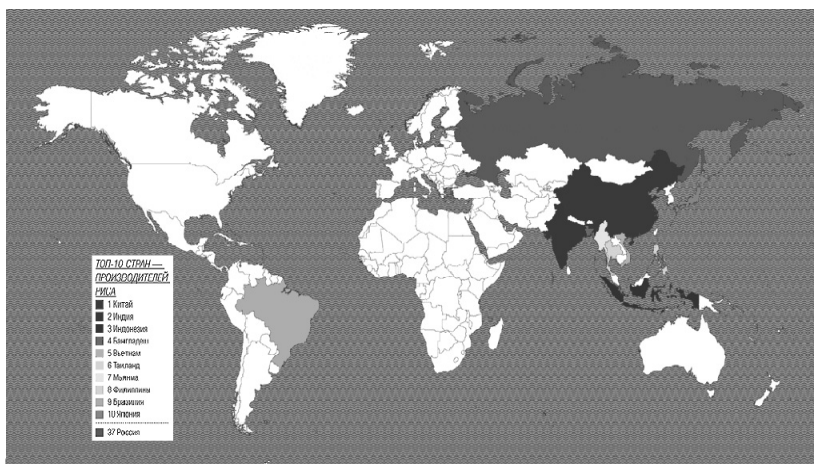 ТОП-10 СТРАН —
ПРОИЗВОДИТЕЛЕЙ
РИСА
1 Китай
2 Индия
3 Индонезия
4 Бангладеш
5 Вьетнам
6 Таиланд
7 Мьянма
8 Филиппины
9 Бразилия
10 Япония
37 Россия